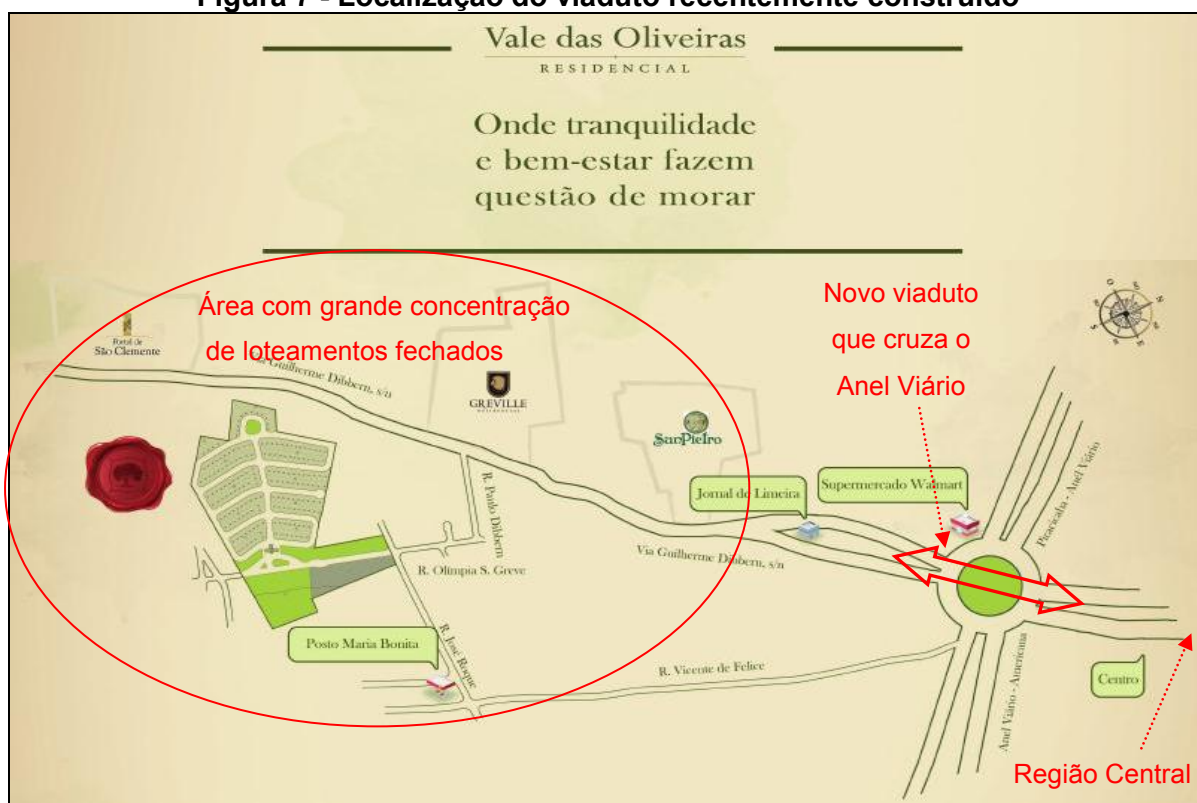 Figura 7 - Localização do viaduto recentemente construído
Vale das Oliveiras
RESIDENCIAL
Onde tranquilidade
e bem-estar fazem
questão de morar
Área com grande concentração
de loteamentos fechados
Novo viaduto
que cruza o
Anel Viário
Portal de
São Clemente
Via Guilherme Dibbern, s/n
GREVILLE
RESIDENCIAL
SanPietro
Jornal de Limeira
Supermercado Walmart
Piracicaba - Anel Viário
R. Paulo Dibbern
Via Guilherme Dibbern, s/n
R. Olímpia S. Greve
Posto Maria Bonita
R. José Roque
R. Vicente de Felice
Anel Viário - Americana
Centro
Região Central